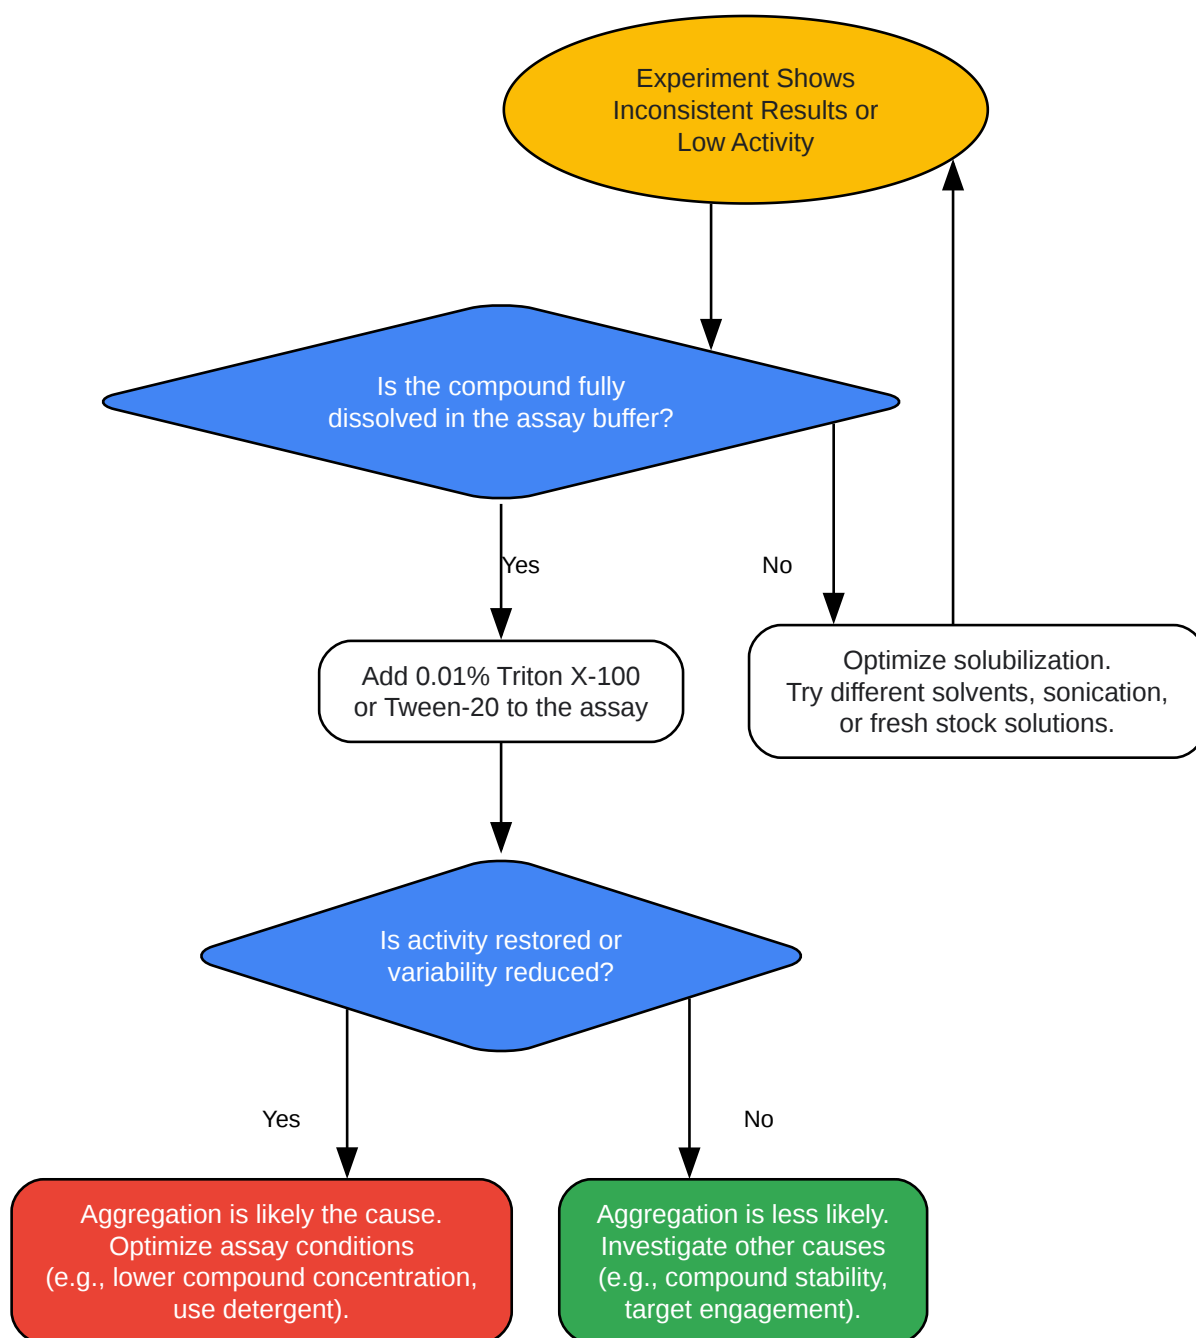 Experiment Shows
Inconsistent Results or
Low Activity
Is the compound fully
dissolved in the assay buffer?
Yes
No
Add 0.01% Triton X-100
or Tween-20 to the assay
Optimize solubilization.
Try different solvents, sonication,
or fresh stock solutions.
Is activity restored or
variability reduced?
Yes
No
Aggregation is likely the cause.
Optimize assay conditions
(e.g., lower compound concentration,
use detergent).
Aggregation is less likely.
Investigate other causes
(e.g., compound stability,
target engagement).